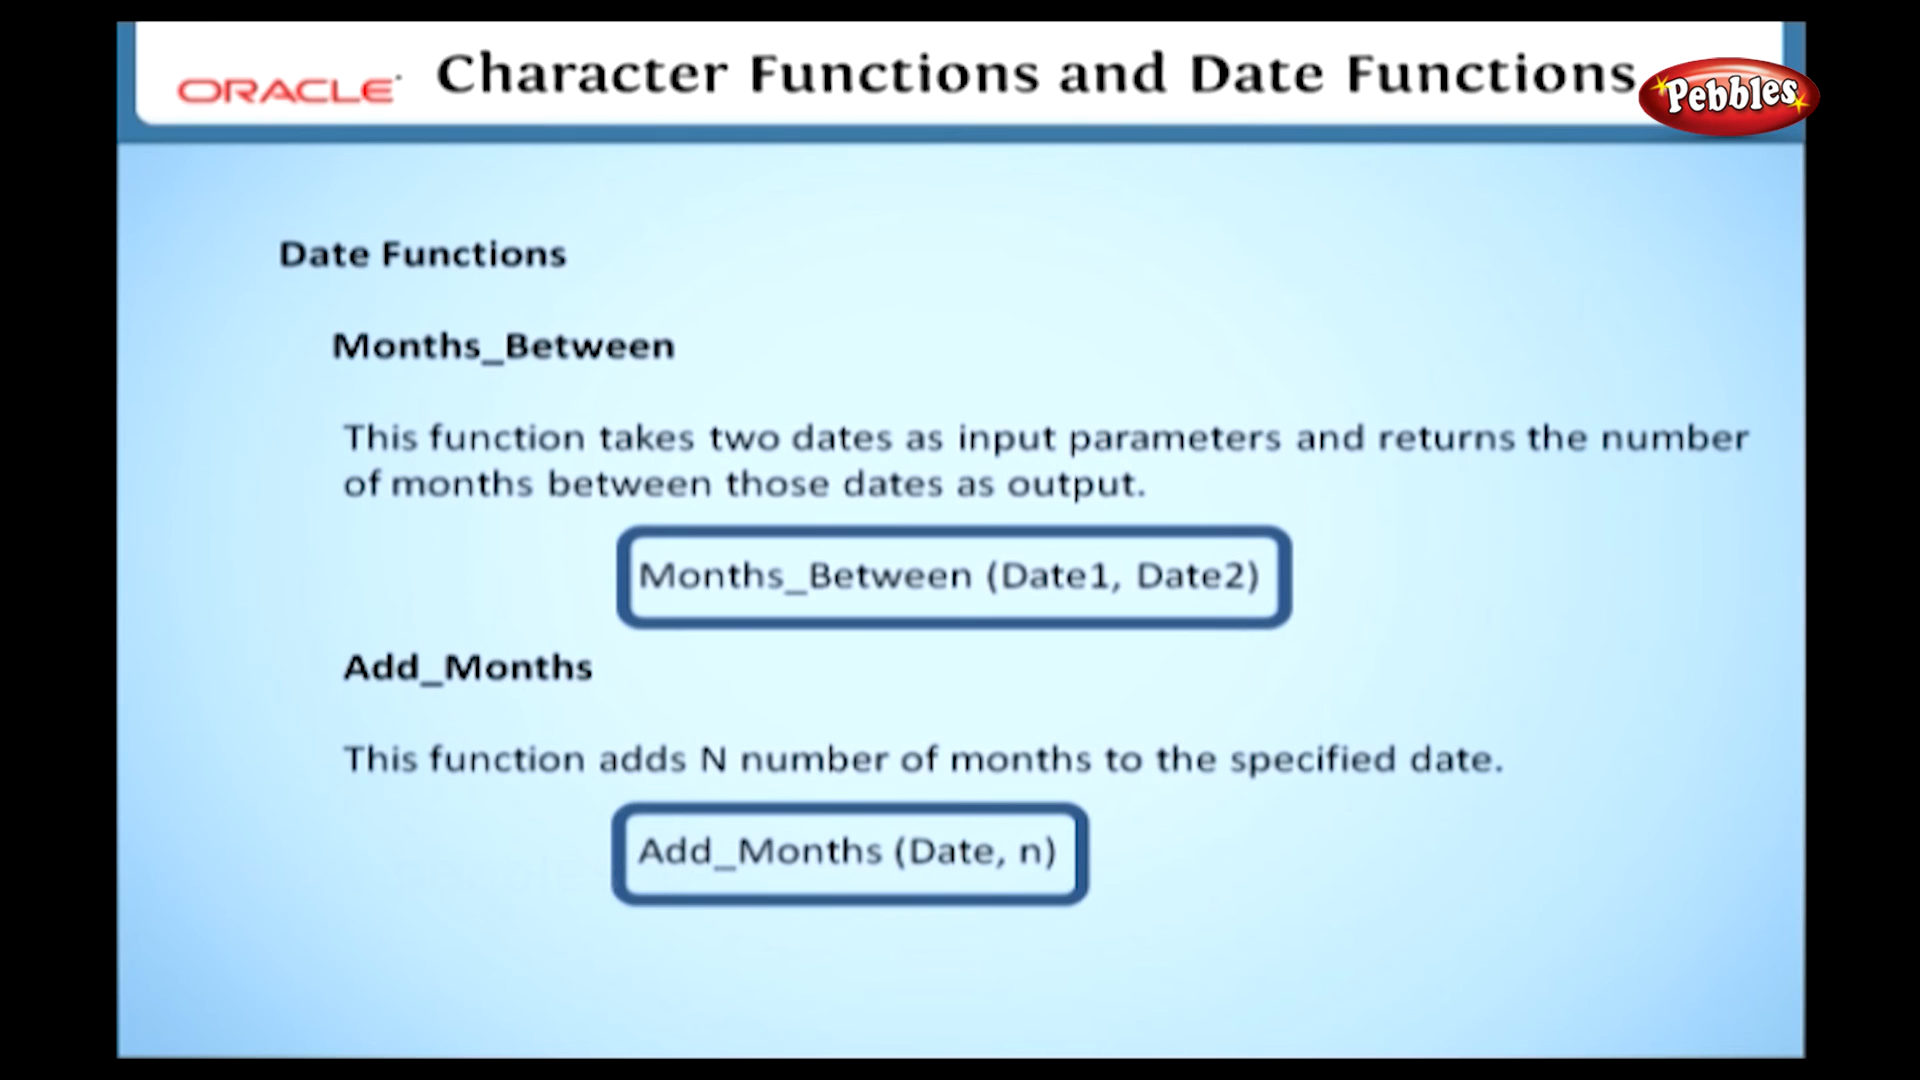 ORACLE Character Functions and Date Functions
Pebbles
Date Functions
Months_Between
This function takes two dates as input parameters and returns the number
of months between those dates as output.
Months_Between (Date1, Date2)
Add_Months
This function adds N number of months to the specified date.
Add_Months (Date, n)